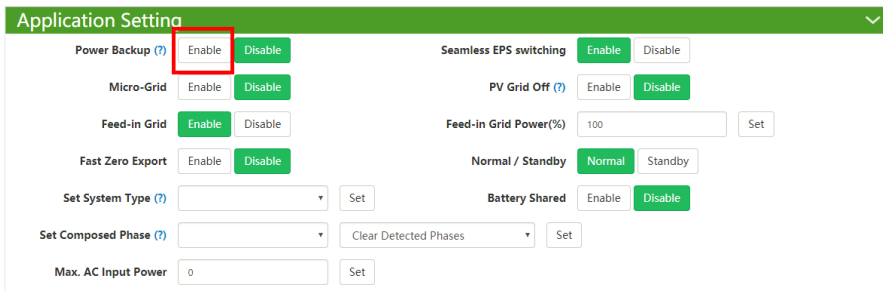 Application Setting
Power Backup (?) Enable Disable Seamless EPS switching Enable Disable
Micro-Grid Enable Disable PV Grid Off (?) Enable Disable
Feed-in Grid Enable Disable Feed-in Grid Power(%) 100 Set
Fast Zero Export Enable Disable Normal / Standby Normal Standby
Set System Type (?) Set Battery Shared Enable Disable
Set Composed Phase (?) Clear Detected Phases Set
Max. AC Input Power 0 Set